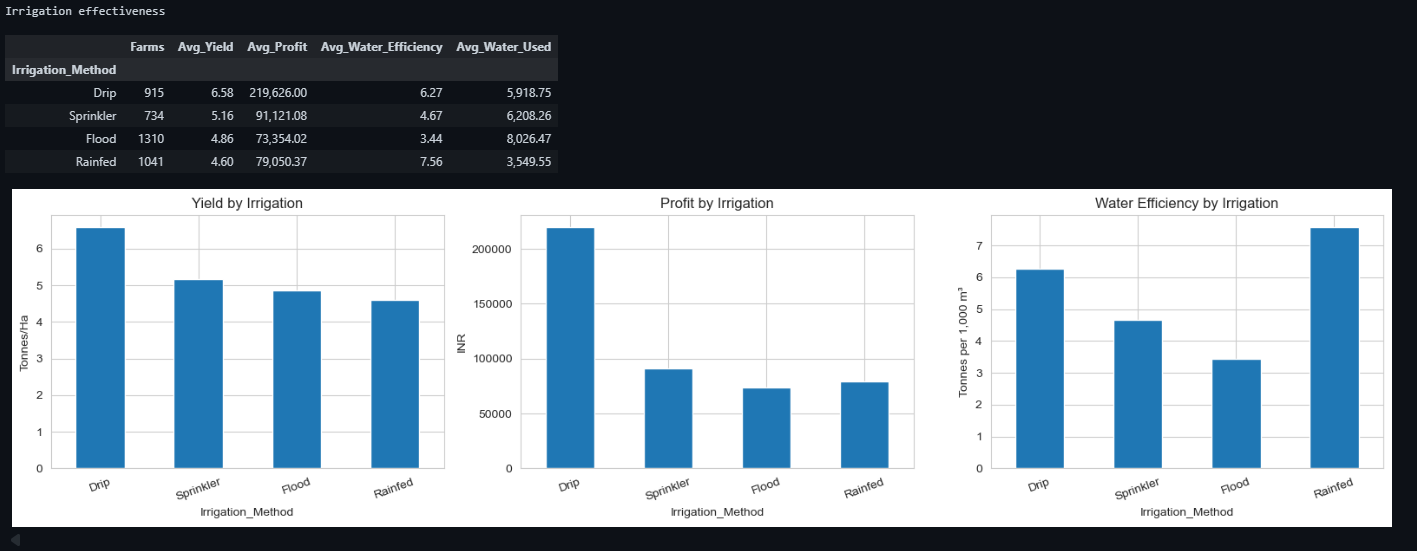 Irrigation effectiveness
Farms Avg_Yield Avg_Profit Avg_Water_Efficiency Avg_Water_Used
Irrigation_Method
Drip 915 6.58 219,626.00 6.27 5,918.75
Sprinkler 734 5.16 91,121.08 4.67 6,208.26
Flood 1310 4.86 73,354.02 3.44 8,026.47
Rainfed 1041 4.60 79,050.37 7.56 3,549.55
Yield by Irrigation
Tonnes/Ha
6
5
4
3
2
1
0
Drip Sprinkler Flood Rainfed
Irrigation_Method
Profit by Irrigation
INR
200000
150000
100000
50000
0
Drip Sprinkler Flood Rainfed
Irrigation_Method
Water Efficiency by Irrigation
Tonnes per 1,000 m³
7
6
5
4
3
2
1
0
Drip Sprinkler Flood Rainfed
Irrigation_Method